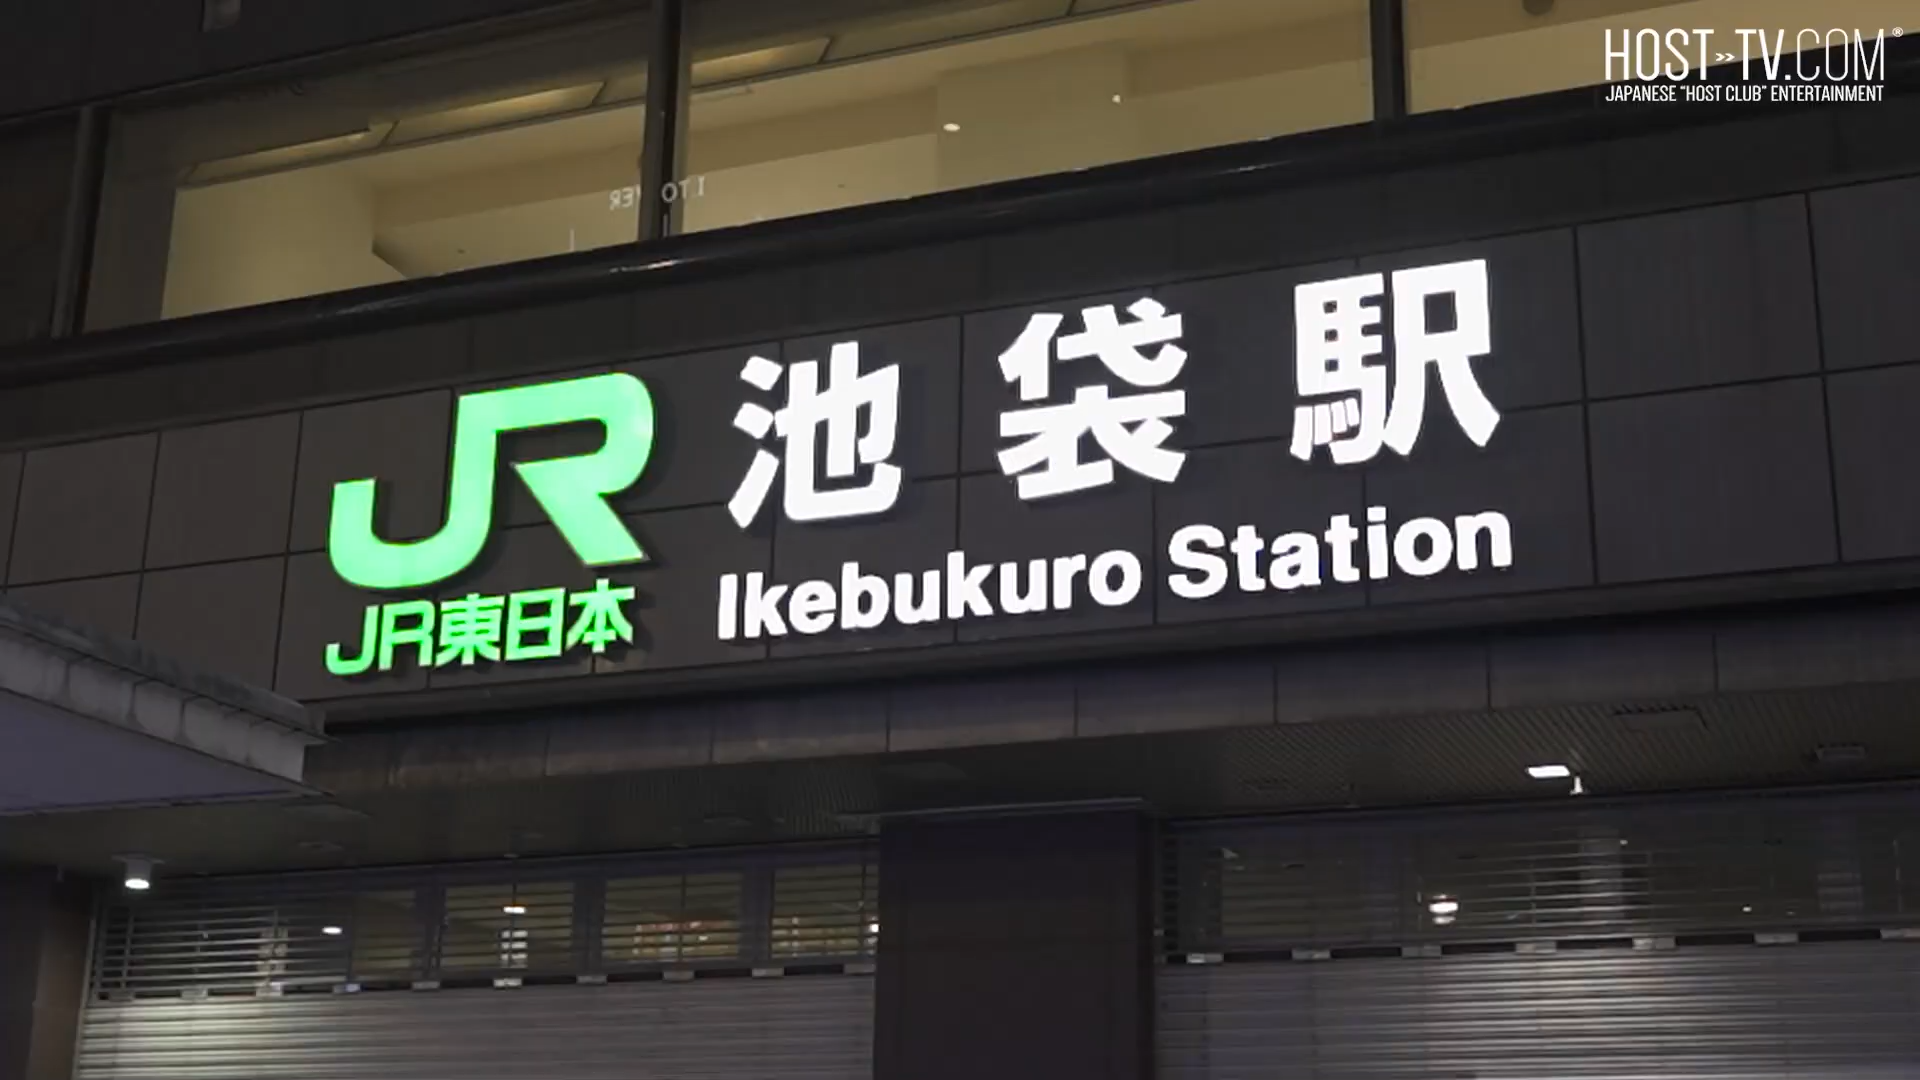 HOST»TV.COM®
JAPANESE "HOST CLUB" ENTERTAINMENT
JR 池袋駅
JR東日本 Ikebukuro Station